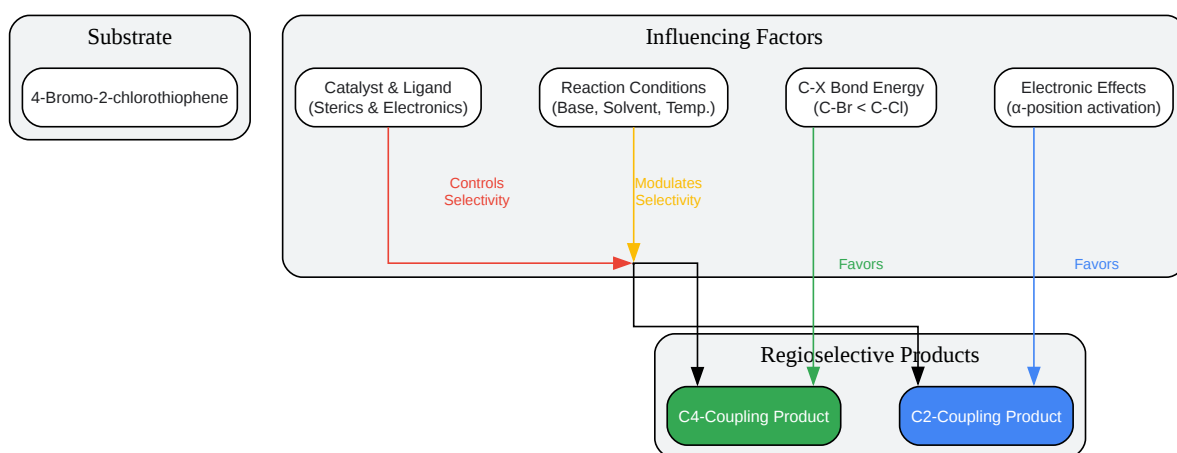 Substrate
4-Bromo-2-chlorothiophene
Influencing Factors
Catalyst & Ligand
(Sterics & Electronics)
Reaction Conditions
(Base, Solvent, Temp.)
C-X Bond Energy
(C-Br < C-Cl)
Electronic Effects
(α-position activation)
Controls
Selectivity
Modulates
Selectivity
Favors
Favors
Regioselective Products
C4-Coupling Product
C2-Coupling Product